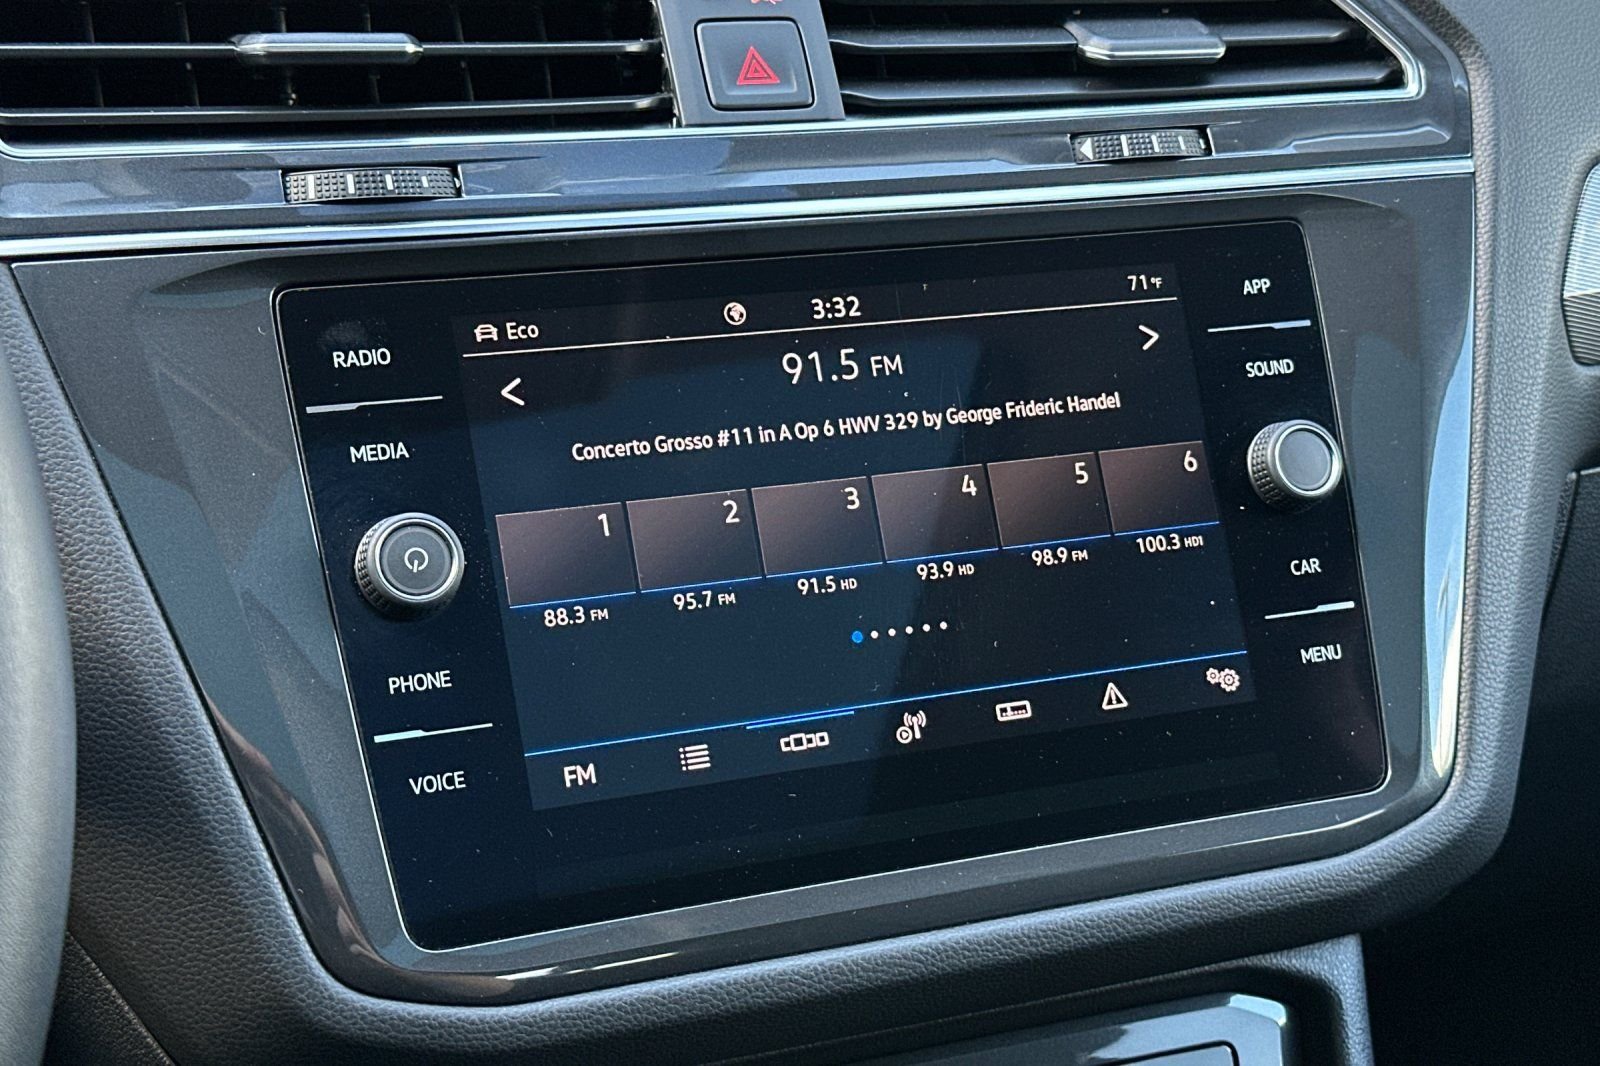 Eco
3:32
71°F
91.5 FM
Concerto Grosso #11 in A Op 6 HWV 329 by George Frideric Handel
1
2
3
4
5
6
88.3 FM
95.7 FM
91.5 HD
93.9 HD
98.9 FM
100.3 HD1
FM
RADIO
MEDIA
PHONE
VOICE
APP
SOUND
CAR
MENU